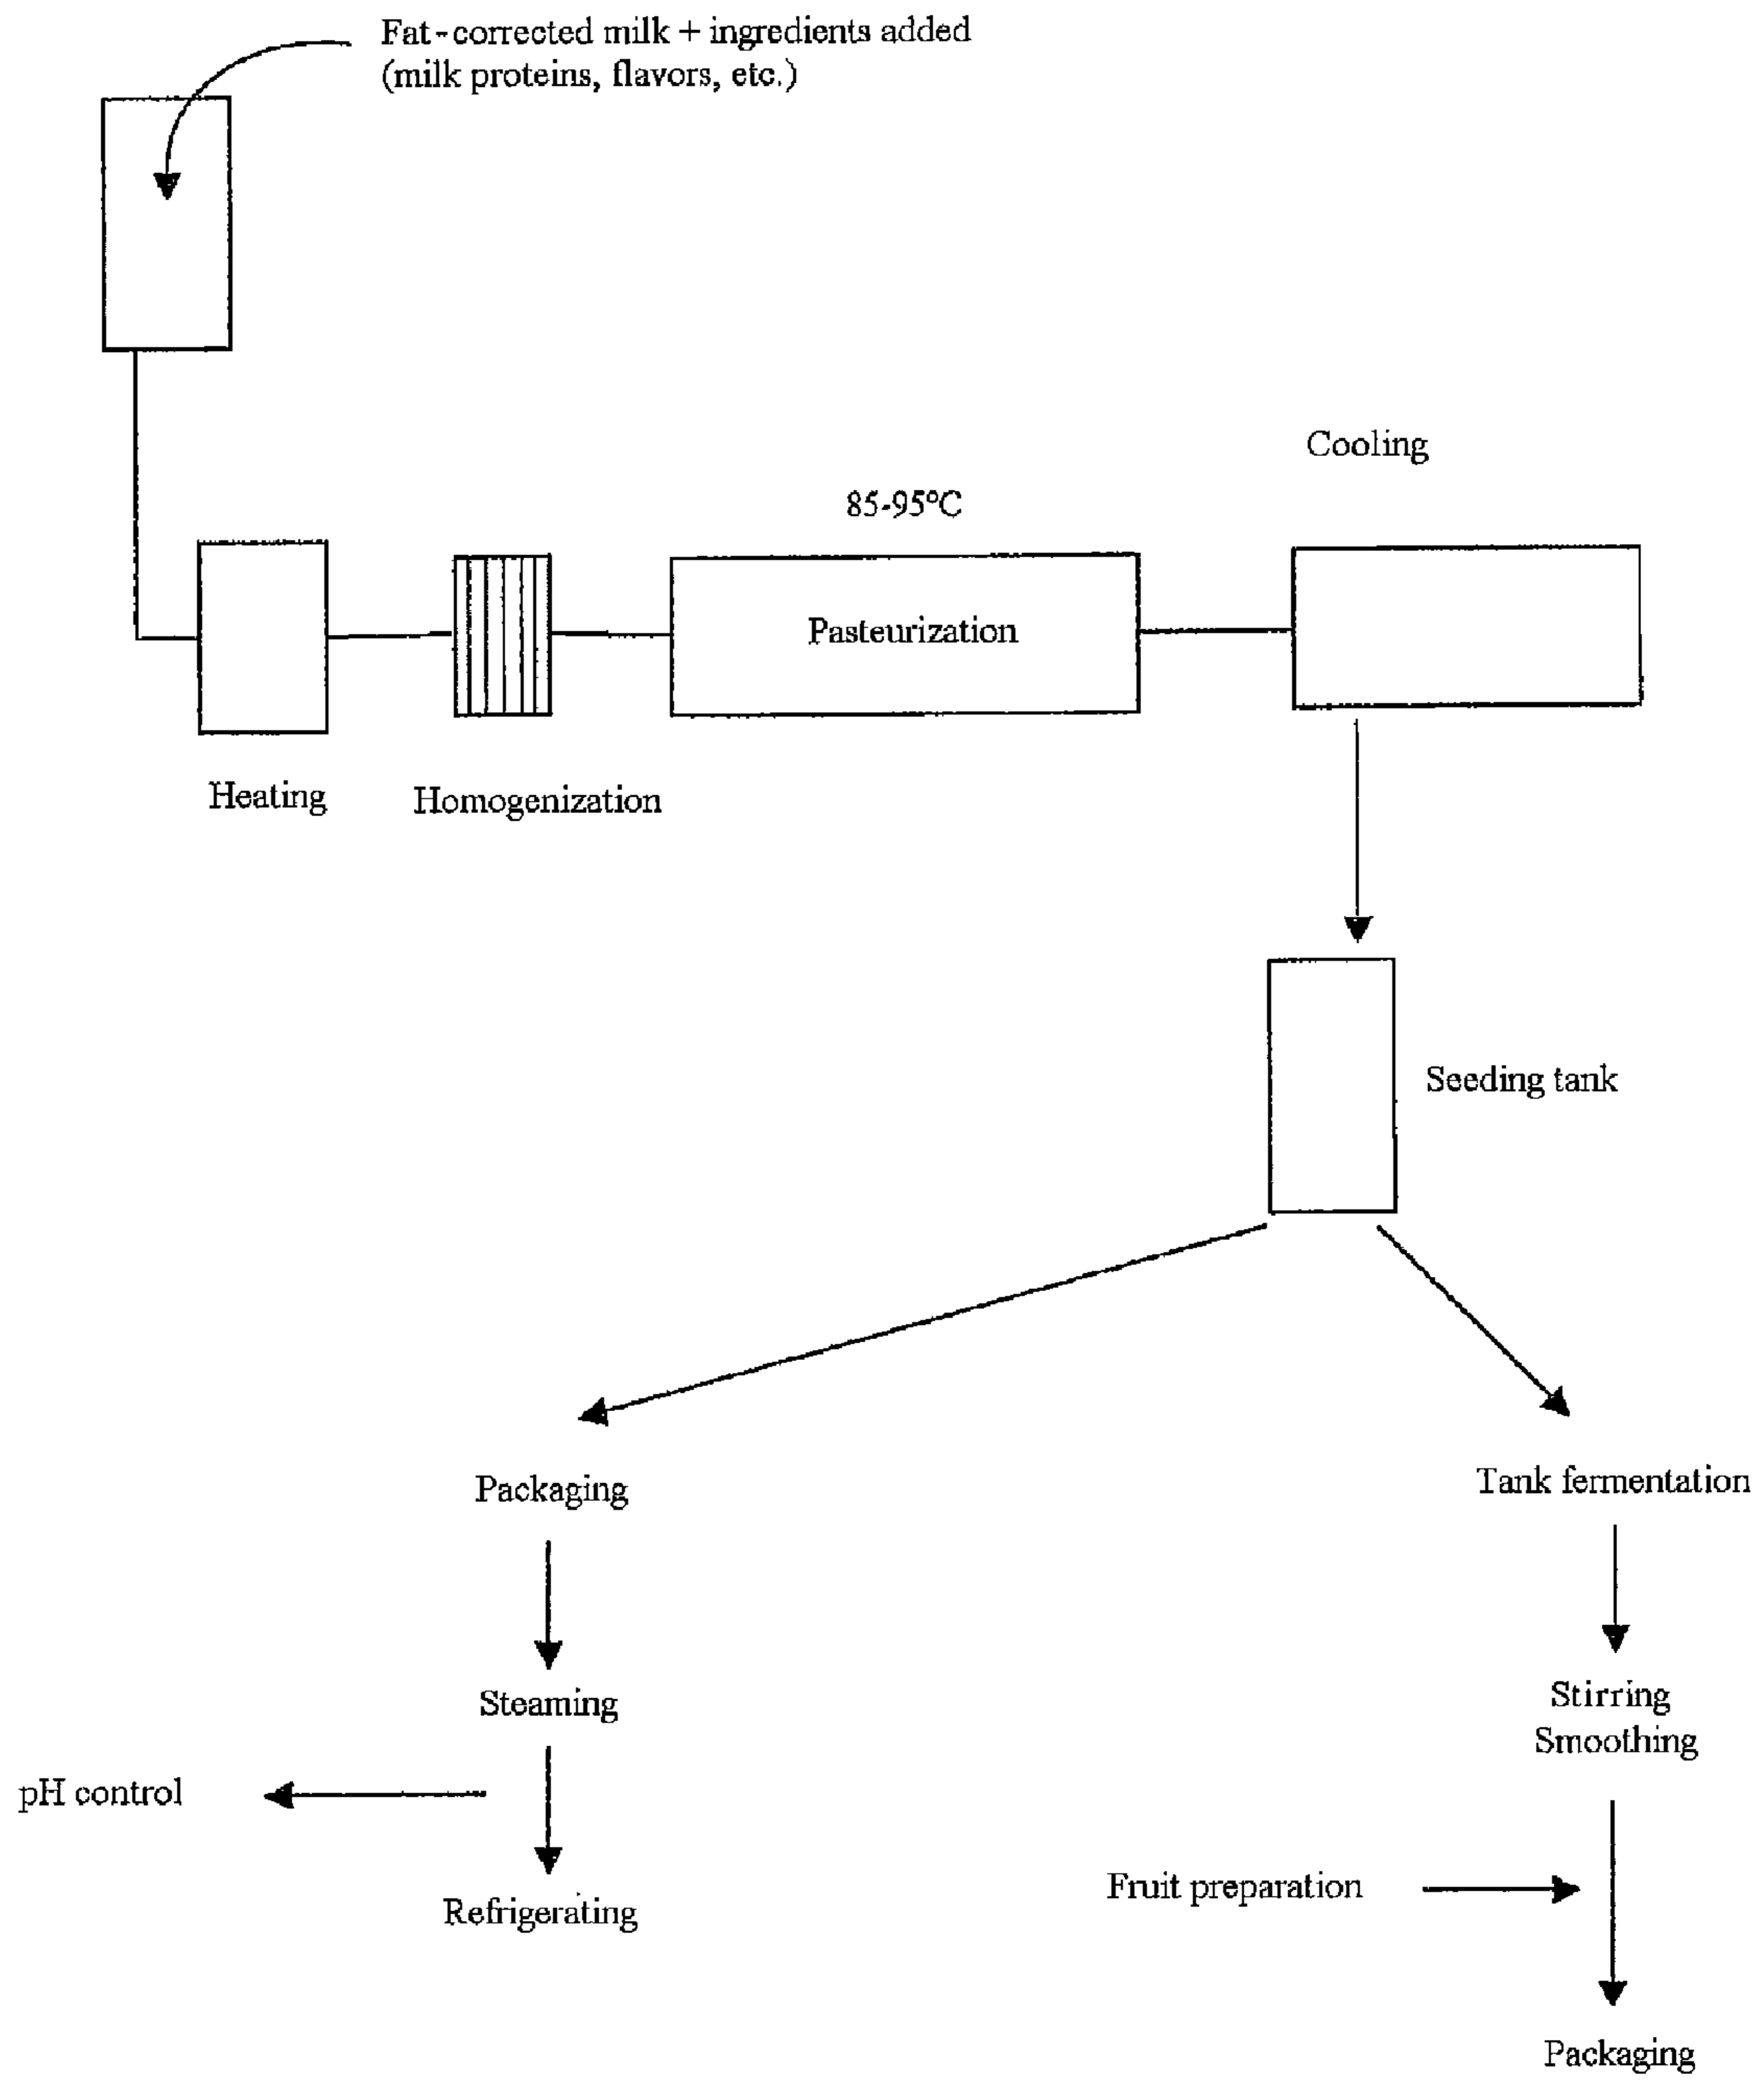 Fat-corrected milk + ingredients added
(milk proteins, flavors, etc.)
Cooling
85-95°C
Pasteurization
Heating
Homogenization
Seeding tank
Packaging
Tank fermentation
Steaming
Stirring
Smoothing
pH control
Fruit preparation
Refrigerating
Packaging